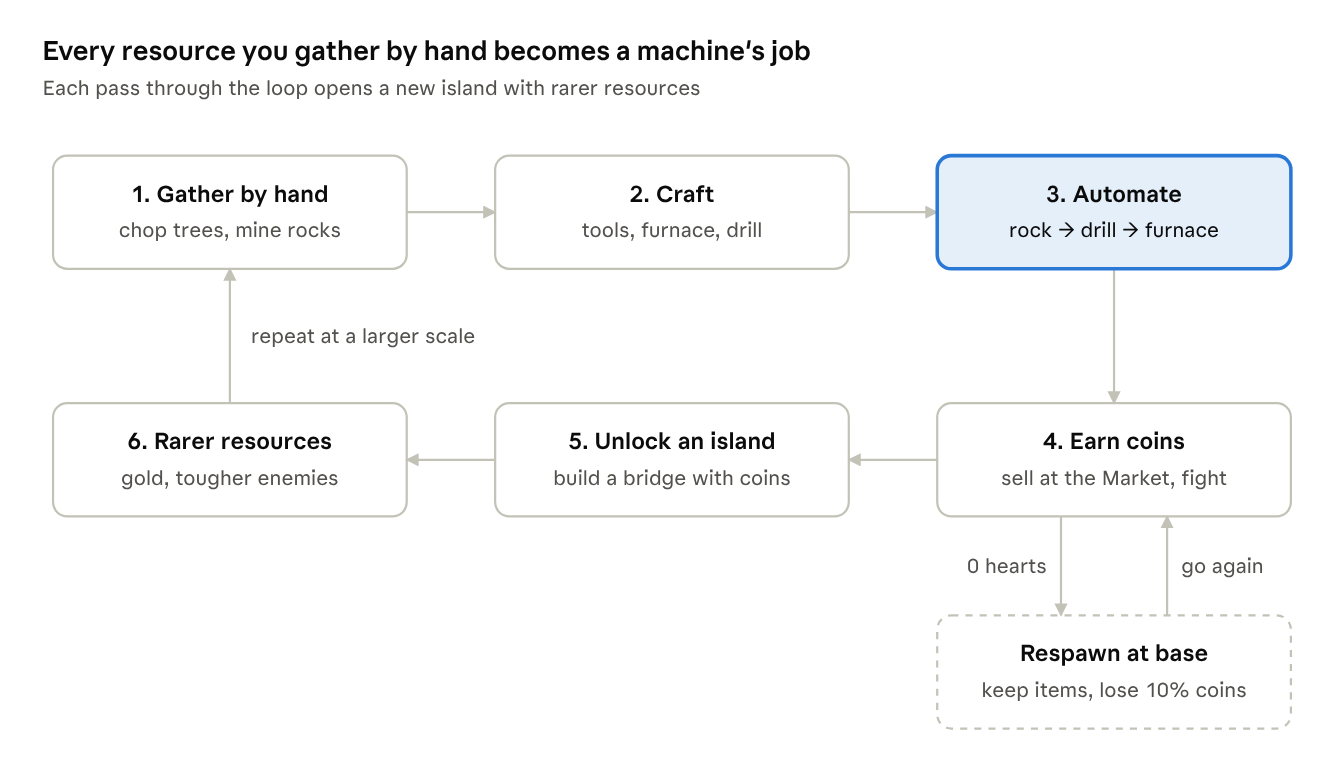 Every resource you gather by hand becomes a machine's job
Each pass through the loop opens a new island with rarer resources
1. Gather by hand
chop trees, mine rocks
2. Craft
tools, furnace, drill
3. Automate
rock → drill → furnace
repeat at a larger scale
6. Rarer resources
gold, tougher enemies
5. Unlock an island
build a bridge with coins
4. Earn coins
sell at the Market, fight
0 hearts
go again
Respawn at base
keep items, lose 10% coins